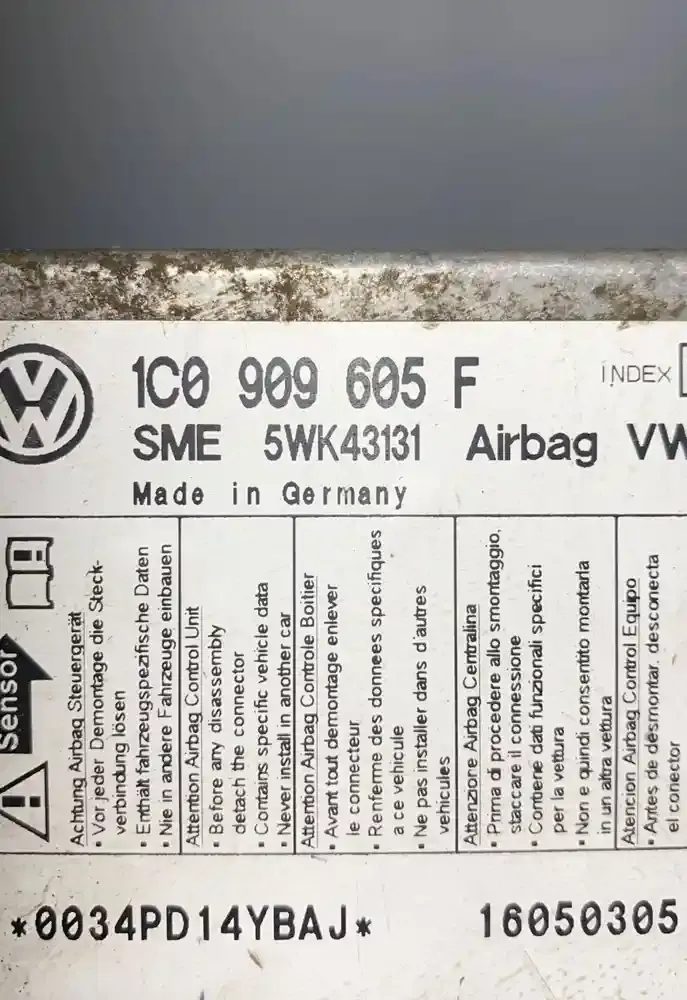 1C0 909 605 F
INDEX
SME 5WK43131 Airbag VW
Made in Germany
Sensor
Achtung Airbag Steuergerät
• Vor jeder Demontage die Steck-
verbindung lösen
• Enthält fahrzeugspezifische Daten
• Nie in andere Fahrzeuge einbauen
Attention Airbag Control Unit
• Before any disassembly
detach the connector
• Contains specific vehicle data
• Never install in another car
Attention Airbag Controle Boitier
• Avant tout demontage enlever
le connecteur
• Renferme des donnees specifiques
a ce vehicule
• Ne pas installer dans d'autres
vehicules
Attenzione Airbag Centralina
• Prima di procedere allo smontaggio,
staccare il connessione
• Contiene dati funzionali specifici
per la vettura
• Non e quindi consentito montarla
in un altra vettura
Atencion Airbag Control Equipo
• Antes de desmontar, desconecta
el conector
*0034PD14YBAJ*
16050305